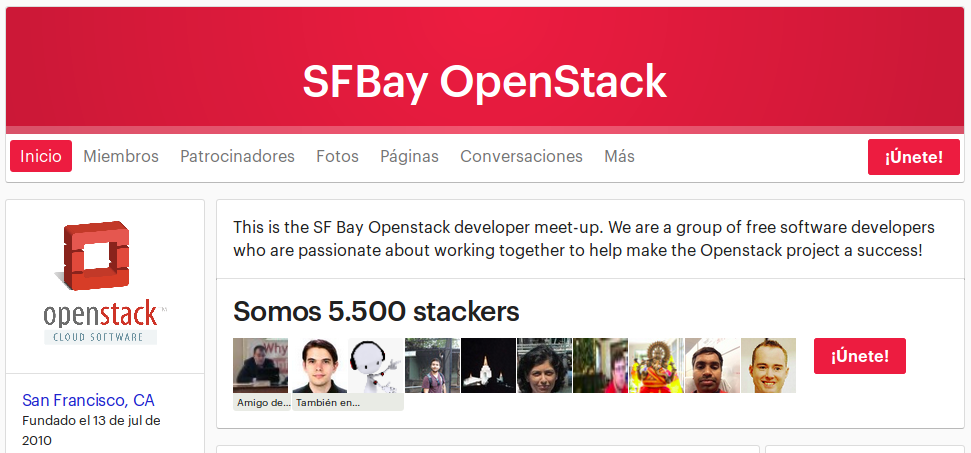 SFBay OpenStack
Inicio Miembros Patrocinadores Fotos Páginas Conversaciones Más ¡Únete!
openstack
CLOUD SOFTWARE
San Francisco, CA
Fundado el 13 de jul de
2010
This is the SF Bay Openstack developer meet-up. We are a group of free software developers
who are passionate about working together to help make the Openstack project a success!
Somos 5.500 stackers
Why
¡Únete!
Amigo de... También en...